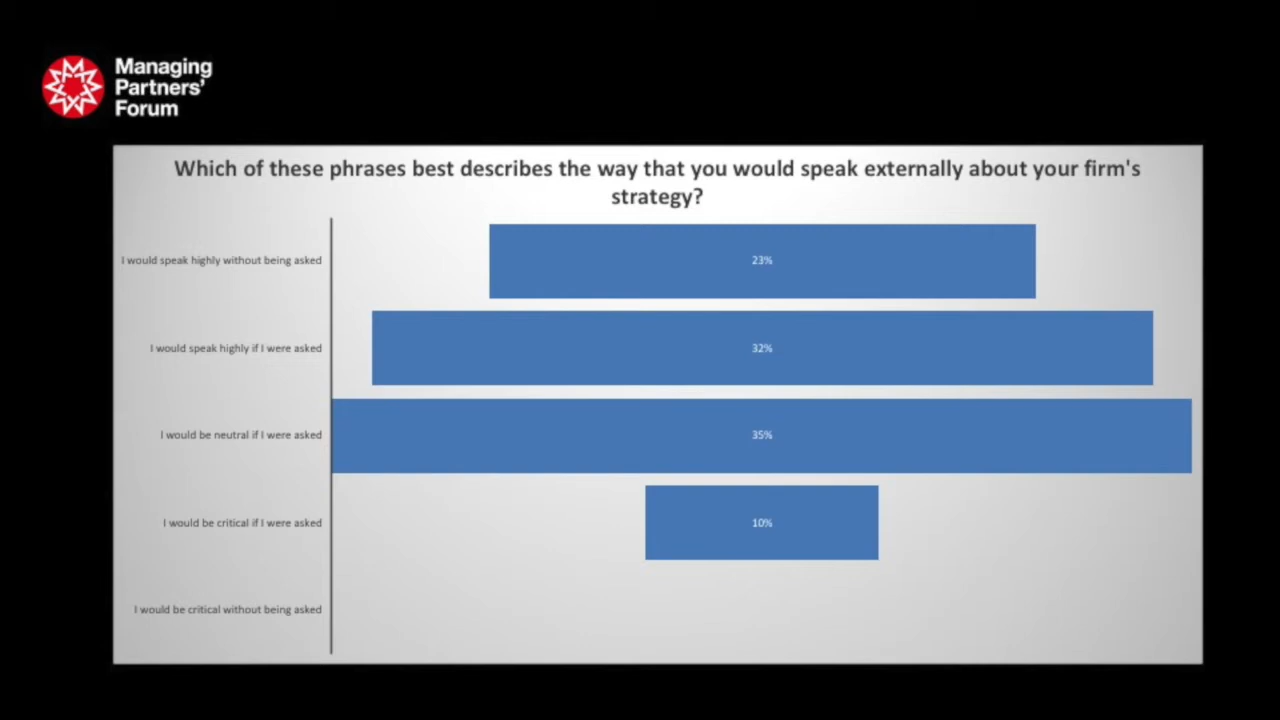 Managing
Partners'
Forum
Which of these phrases best describes the way that you would speak externally about your firm's
strategy?
I would speak highly without being asked
23%
I would speak highly if I were asked
32%
I would be neutral if I were asked
35%
I would be critical if I were asked
10%
I would be critical without being asked